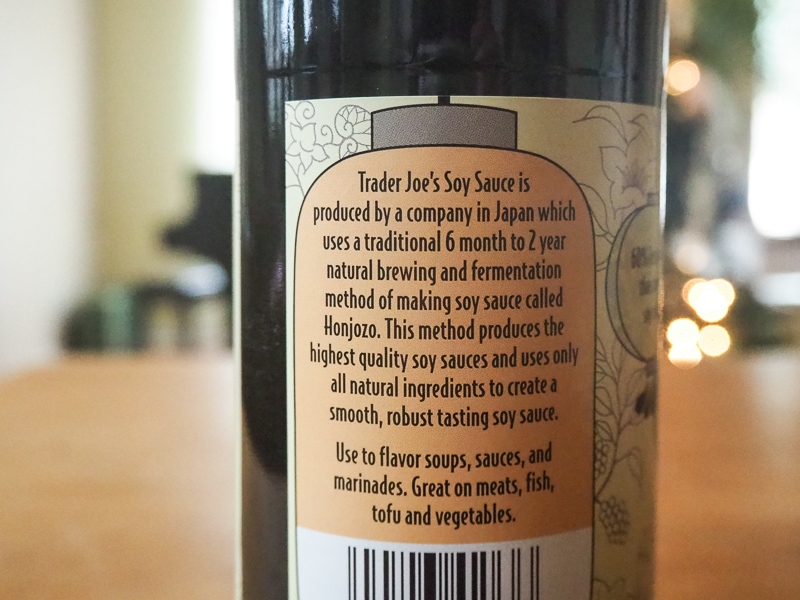 Trader Joe's Soy Sauce is
produced by a company in Japan which
uses a traditional 6 month to 2 year
natural brewing and fermentation
method of making soy sauce called
Honjozo. This method produces the
highest quality soy sauces and uses only
all natural ingredients to create a
smooth, robust tasting soy sauce.
Use to flavor soups, sauces, and
marinades. Great on meats, fish,
tofu and vegetables.